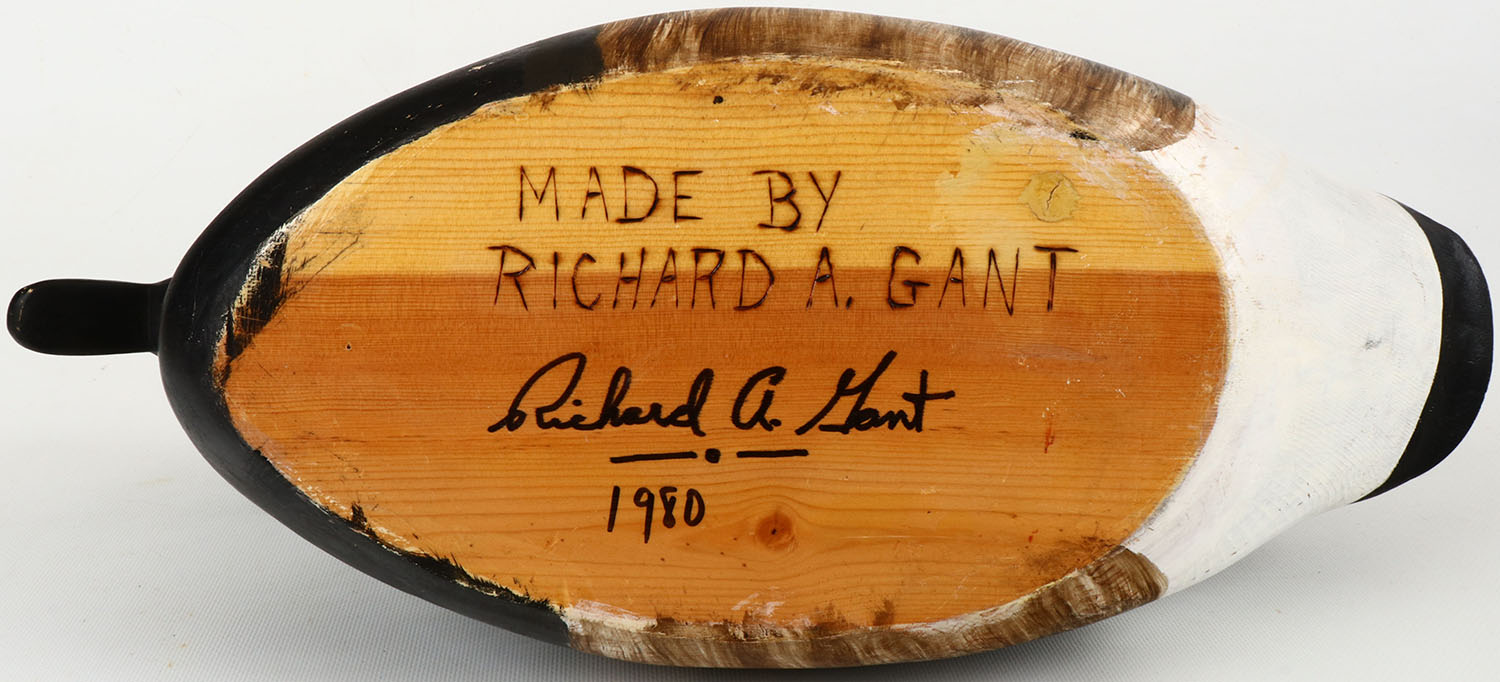 MADE BY
RICHARD A. GANT
Richard A. Gant
1980